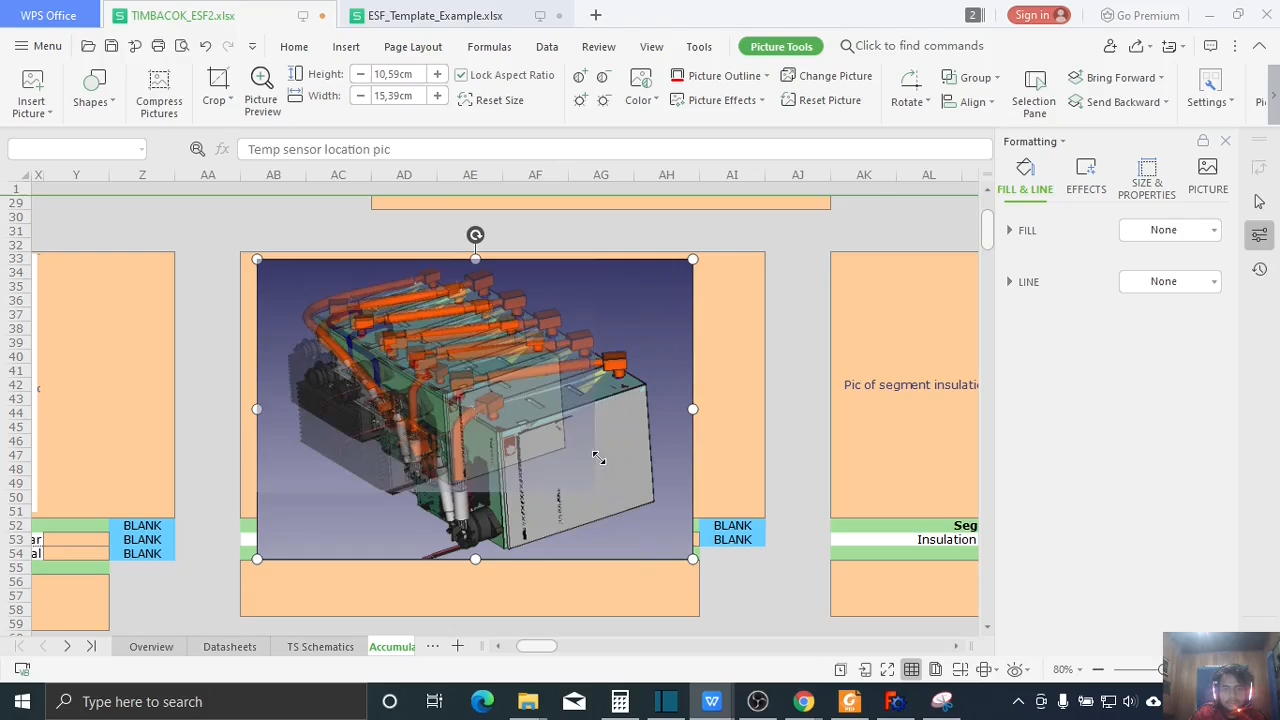 WPS Office
TIMBACOK_ESF2.xlsx
ESF_Template_Example.xlsx
2
Sign in
Go Premium
Menu
Home
Insert
Page Layout
Formulas
Data
Review
View
Tools
Picture Tools
Click to find commands
Insert Picture
Shapes
Compress Pictures
Crop
Picture Preview
Height: 10,59cm
Width: 15,39cm
Lock Aspect Ratio
Reset Size
Color
Picture Outline
Picture Effects
Change Picture
Reset Picture
Rotate
Group
Align
Selection Pane
Bring Forward
Send Backward
Settings
fx
Temp sensor location pic
Formatting
FILL & LINE
EFFECTS
SIZE & PROPERTIES
PICTURE
FILL
None
LINE
None
X Y Z AA AB AC AD AE AF AG AH AI AJ AK AL
1
29
30
31
32
33
34
35
36
37
38
39
40
41
42
Pic of segment insulati
43
44
45
46
47
48
49
50
51
52 BLANK BLANK Seg
53 BLANK BLANK Insulation
54 BLANK
55
56
57
58
59
Overview
Datasheets
TS Schematics
Accumula
80%
Type here to search